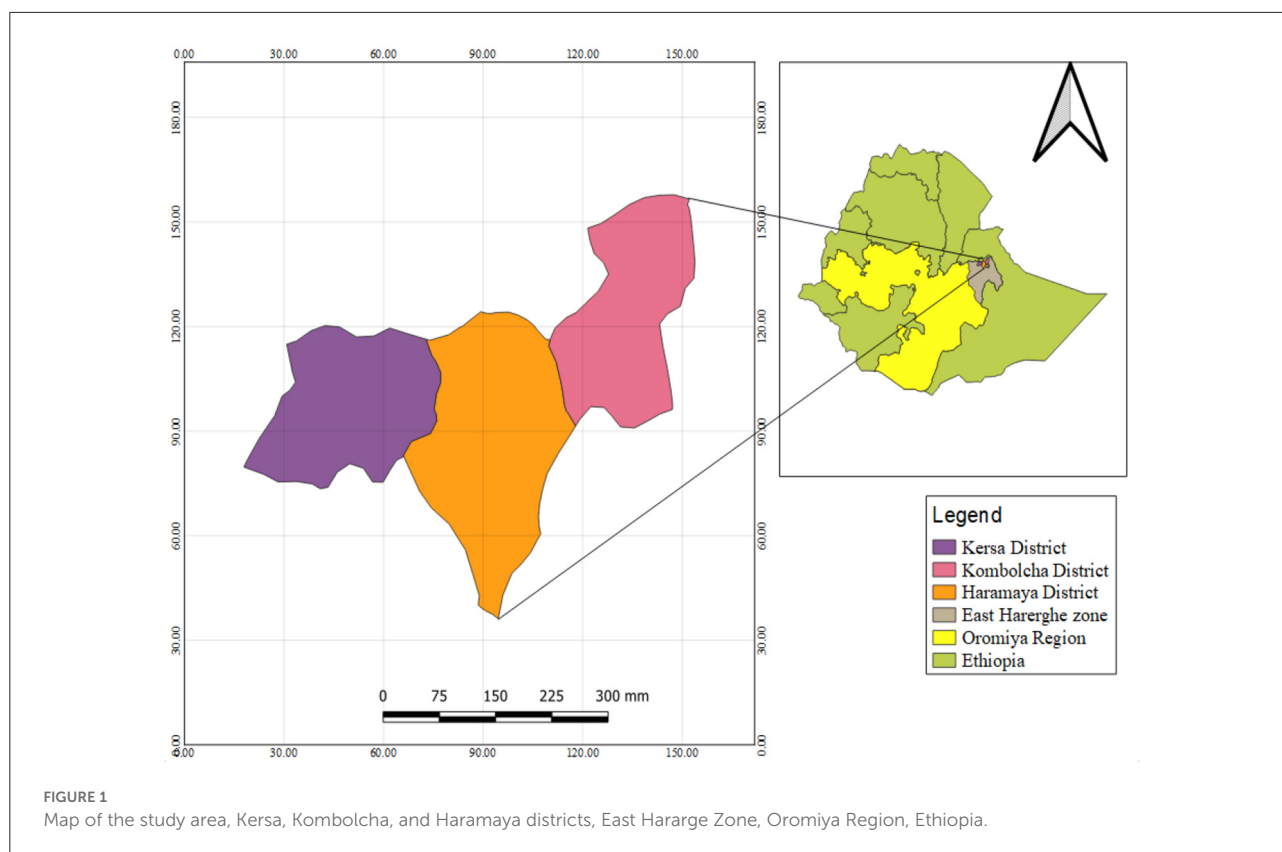 0.00 30.00 60.00 90.00 120.00 150.00
180.00 180.00
150.00 150.00
120.00 120.00
90.00 90.00
60.00 60.00
30.00 30.00
0.00 0.00
0 75 150 225 300 mm
0.00 30.00 60.00 90.00 120.00 150.00
Legend
Kersa District
Kombolcha District
Haramaya District
East Harerghe zone
Oromiya Region
Ethiopia
FIGURE 1
Map of the study area, Kersa, Kombolcha, and Haramaya districts, East Hararge Zone, Oromiya Region, Ethiopia.